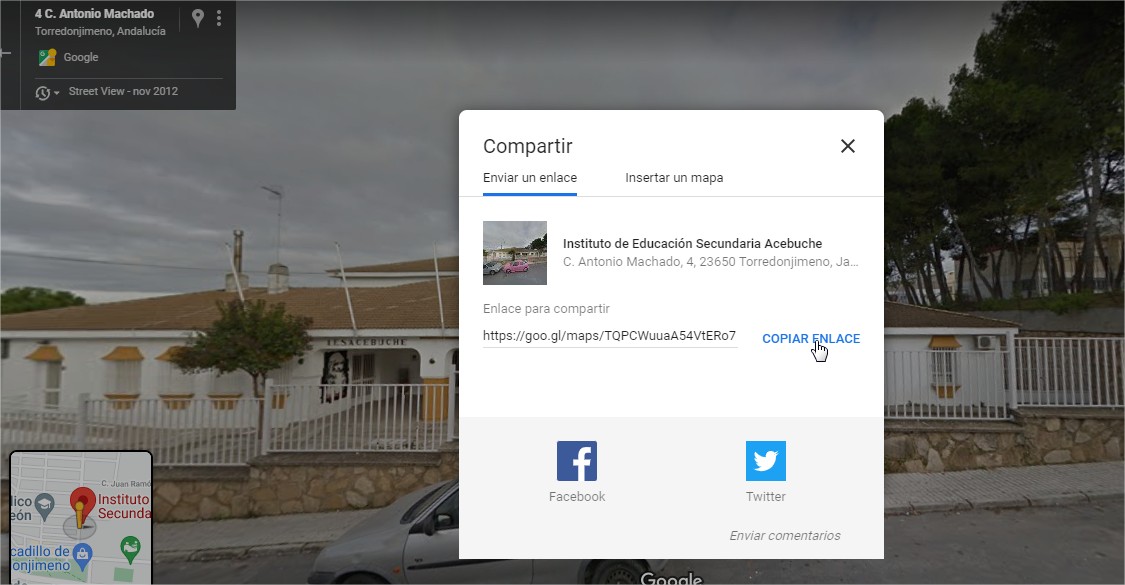 4 C. Antonio Machado
Torredonjimeno, Andalucía
Google
Street View - nov 2012
Compartir
Enviar un enlace
Insertar un mapa
Instituto de Educación Secundaria Acebuche
C. Antonio Machado, 4, 23650 Torredonjimeno, Ja...
Enlace para compartir
https://goo.gl/maps/TQPCWuuaA54VtERo7
COPIAR ENLACE
IES ACEBUCHE
Facebook
Twitter
Enviar comentarios
C. Juan Ramó
lico
eón
Instituto
Secunda
cadillo de
onjimeno
Google